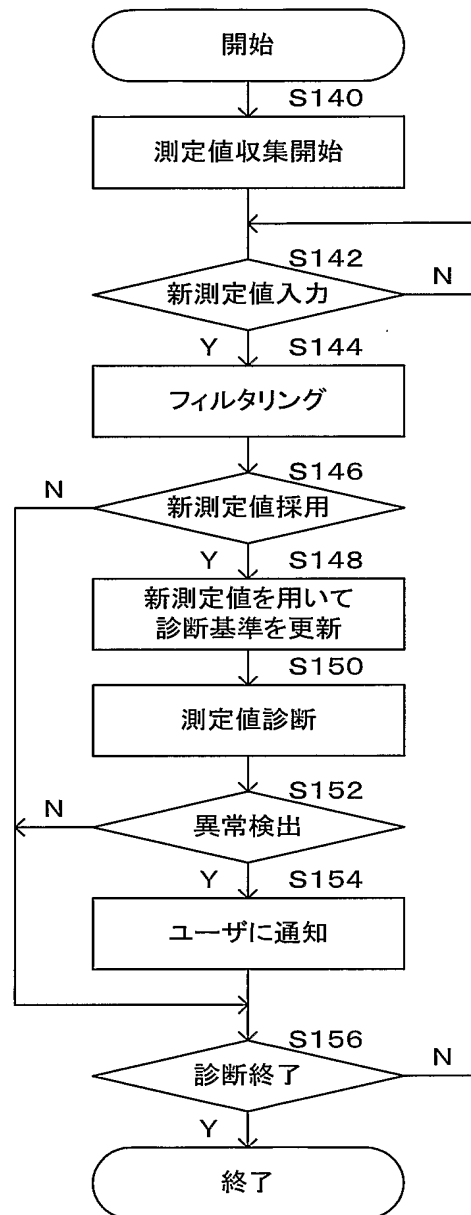 開始
S140
測定値収集開始
S142
新測定値入力
N
Y
S144
フィルタリング
S146
N
新測定値採用
Y
S148
新測定値を用いて
診断基準を更新
S150
測定値診断
S152
N
異常検出
Y
S154
ユーザに通知
S156
診断終了
N
Y
終了